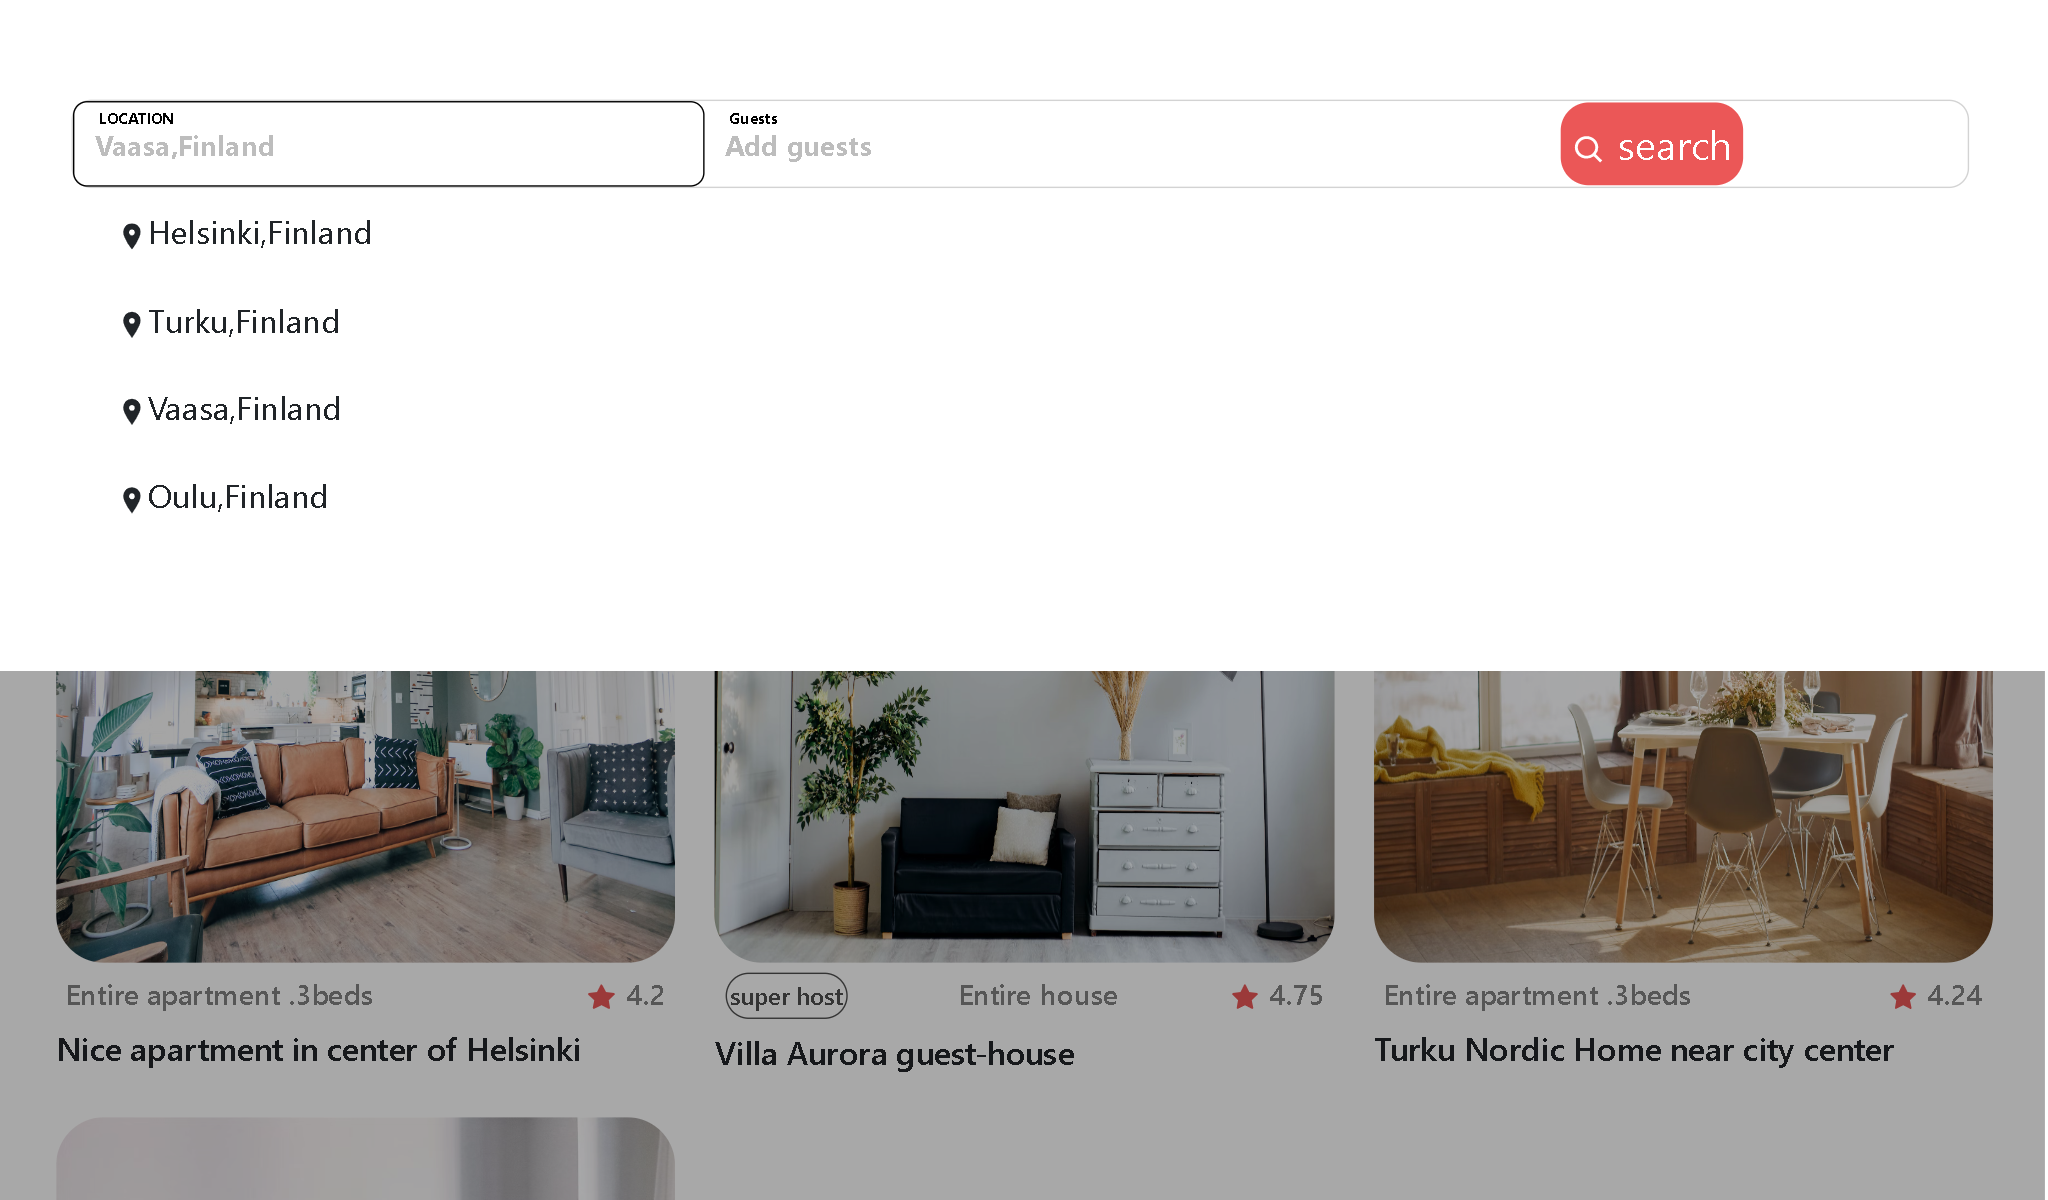 LOCATION
Vaasa,Finland
Guests
Add guests
search
Helsinki,Finland
Turku,Finland
Vaasa,Finland
Oulu,Finland
Entire apartment .3beds
4.2
Nice apartment in center of Helsinki
super host
Entire house
4.75
Villa Aurora guest-house
Entire apartment .3beds
4.24
Turku Nordic Home near city center